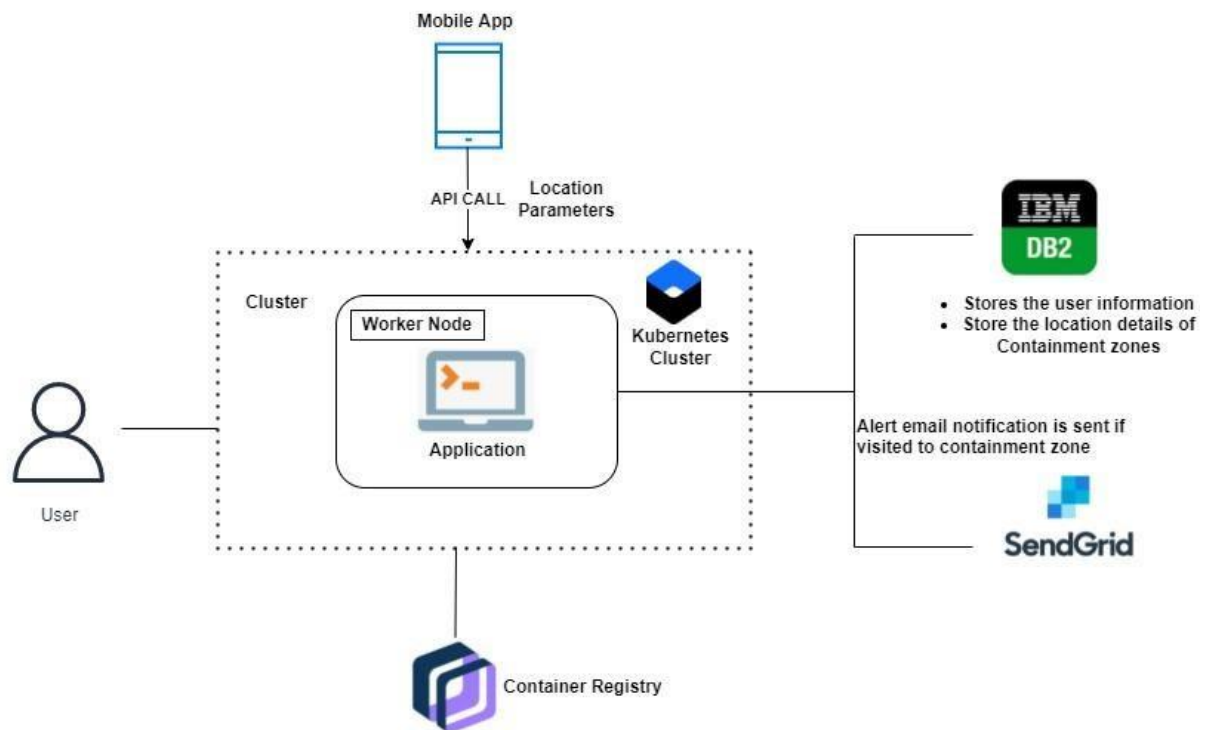 Mobile App
API CALL
Location
Parameters
IBM
DB2
Cluster
Worker Node
Kubernetes
Cluster
• Stores the user information
• Store the location details of
Containment zones
Application
Alert email notification is sent if
visited to containment zone
User
SendGrid
Container Registry